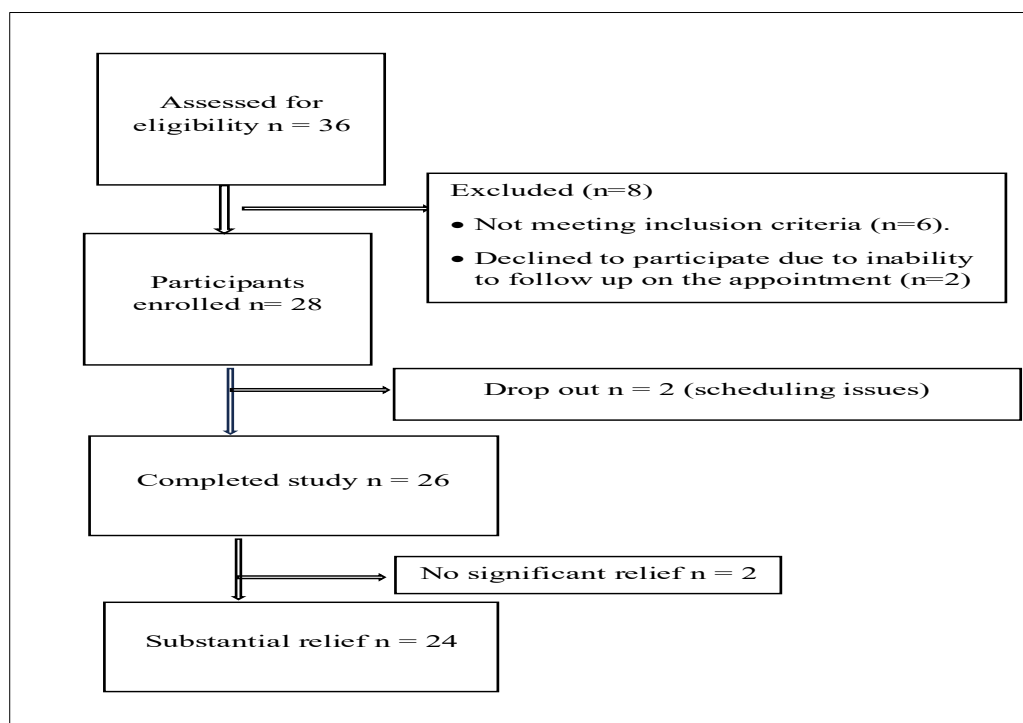 Assessed for
eligibility n = 36
Excluded (n=8)
• Not meeting inclusion criteria (n=6).
• Declined to participate due to inability
to follow up on the appointment (n=2)
Participants
enrolled n= 28
Drop out n = 2 (scheduling issues)
Completed study n = 26
No significant relief n = 2
Substantial relief n = 24